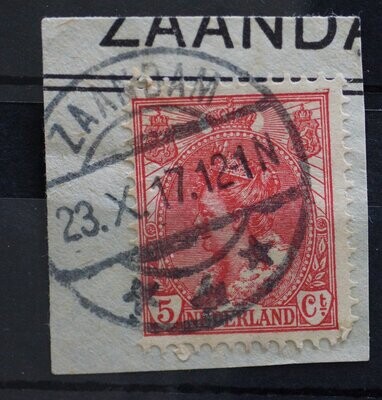 ZAANDA
ZAANDAM
23.X.17.12-1N
5 NEDERLAND Ct.